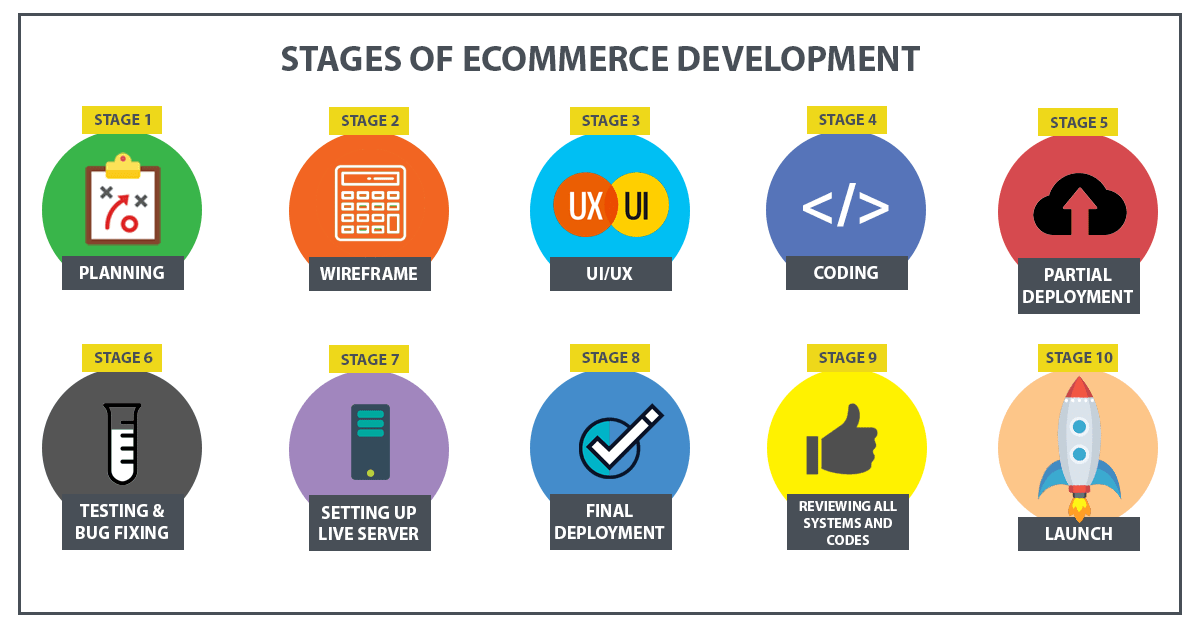 STAGES OF ECOMMERCE DEVELOPMENT
STAGE 1
PLANNING
STAGE 2
WIREFRAME
STAGE 3
UX UI
UI/UX
STAGE 4
</>
CODING
STAGE 5
PARTIAL
DEPLOYMENT
STAGE 6
TESTING &
BUG FIXING
STAGE 7
SETTING UP
LIVE SERVER
STAGE 8
FINAL
DEPLOYMENT
STAGE 9
REVIEWING ALL
SYSTEMS AND
CODES
STAGE 10
LAUNCH